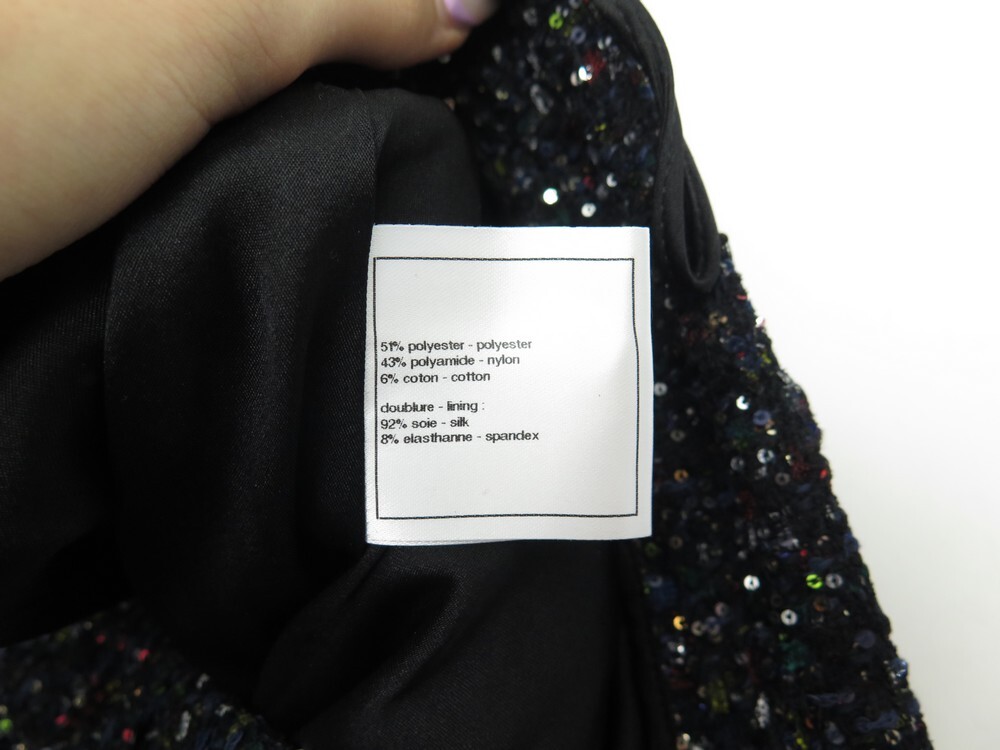 51% polyester - polyester
43% polyamide - nylon
6% coton - cotton
doublure - lining :
92% soie - silk
8% elasthanne - spandex